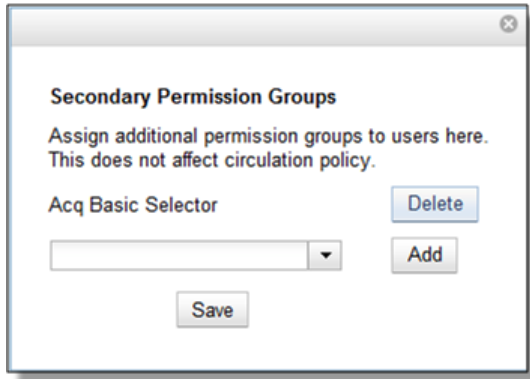 Secondary Permission Groups
Assign additional permission groups to users here.
This does not affect circulation policy.
Acq Basic Selector Delete
Add
Save